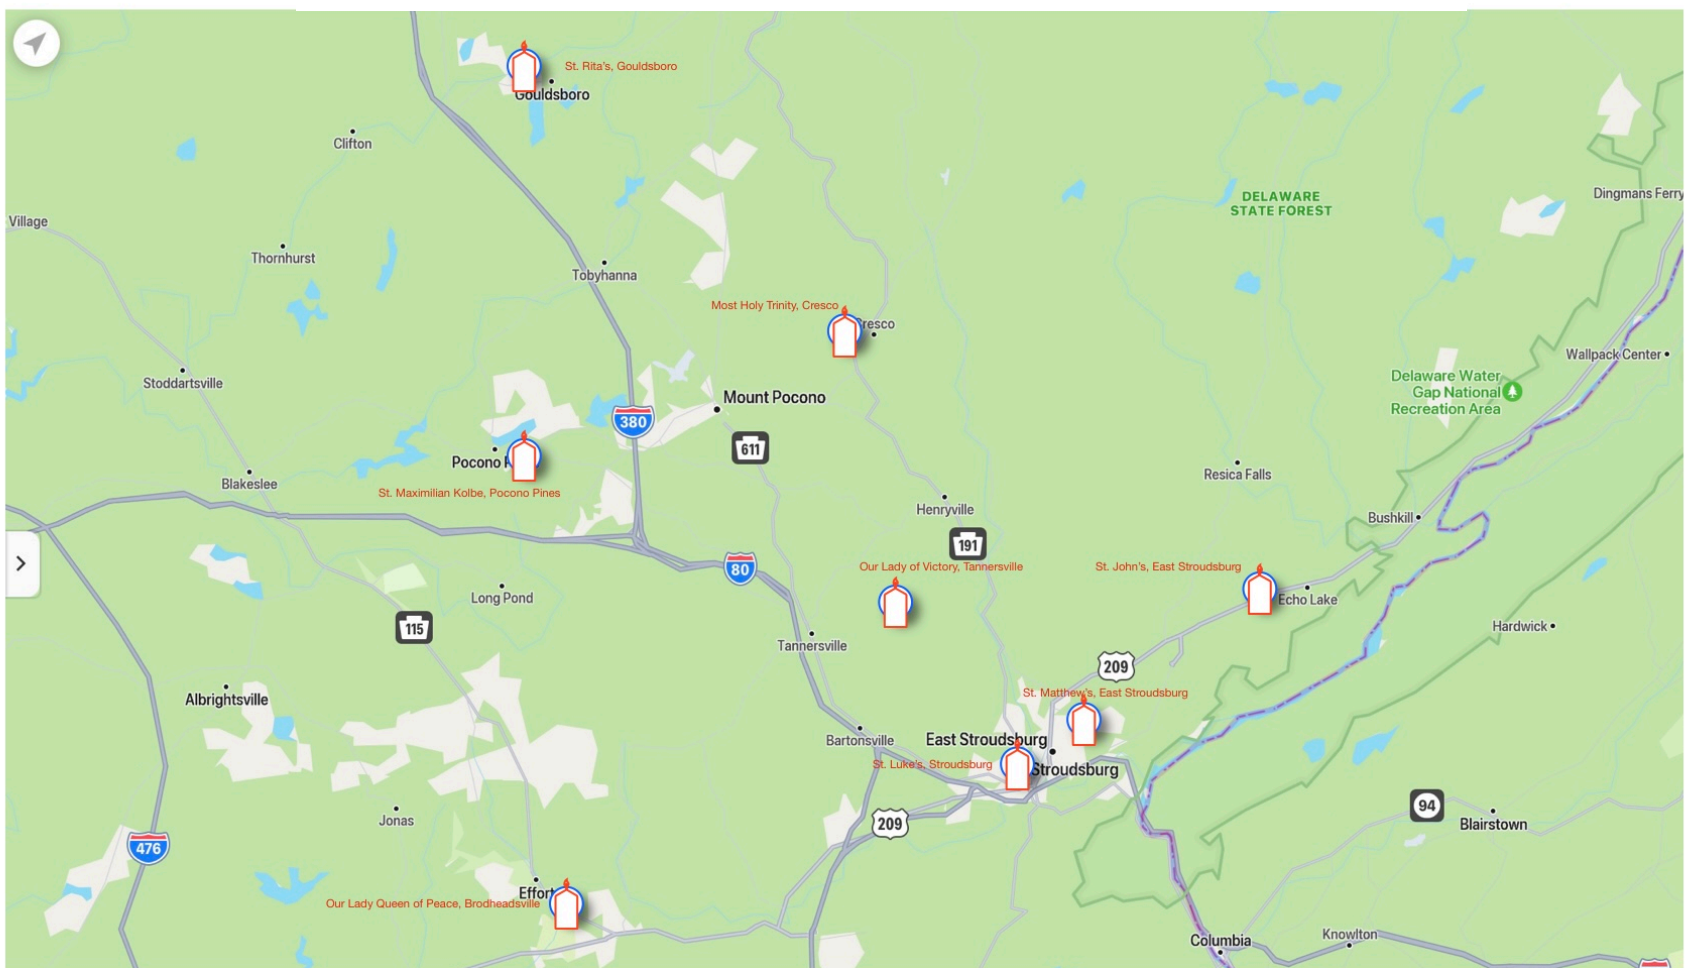 St. Rita's, Gouldsboro
Gouldsboro
Clifton
DELAWARE
STATE FOREST
Dingmans Ferry
Village
Thornhurst
Tobyhanna
Most Holy Trinity, Cresco
resco
Wallpack Center
Stoddartsville
Delaware Water
Gap National
Recreation Area
Mount Pocono
380
611
Pocono
Resica Falls
Blakeslee
St. Maximilian Kolbe, Pocono Pines
Henryville
Bushkill
191
80
Our Lady of Victory, Tannersville
St. John's, East Stroudsburg
Long Pond
Echo Lake
115
Hardwick
Tannersville
209
Albrightsville
St. Matthew's, East Stroudsburg
Bartonsville
East Stroudsburg
St. Luke's, Stroudsburg
Stroudsburg
94
Jonas
209
Blairstown
476
Effort
Our Lady Queen of Peace, Brodheadsville
Columbia
Knowlton